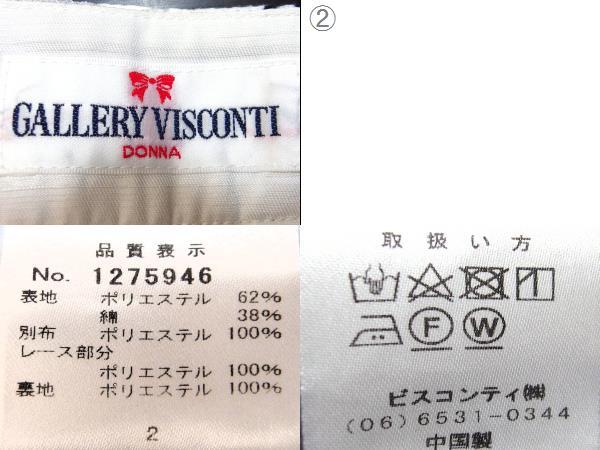 GALLERY VISCONTI
DONNA
②
品質表示
No. 1275946
表地 ポリエステル 62%
綿 38%
別布 ポリエステル 100%
レース部分
ポリエステル 100%
裏地 ポリエステル 100%
2
取扱い方
F W
ビスコンティ㈱
(06)6531-0344
中国製